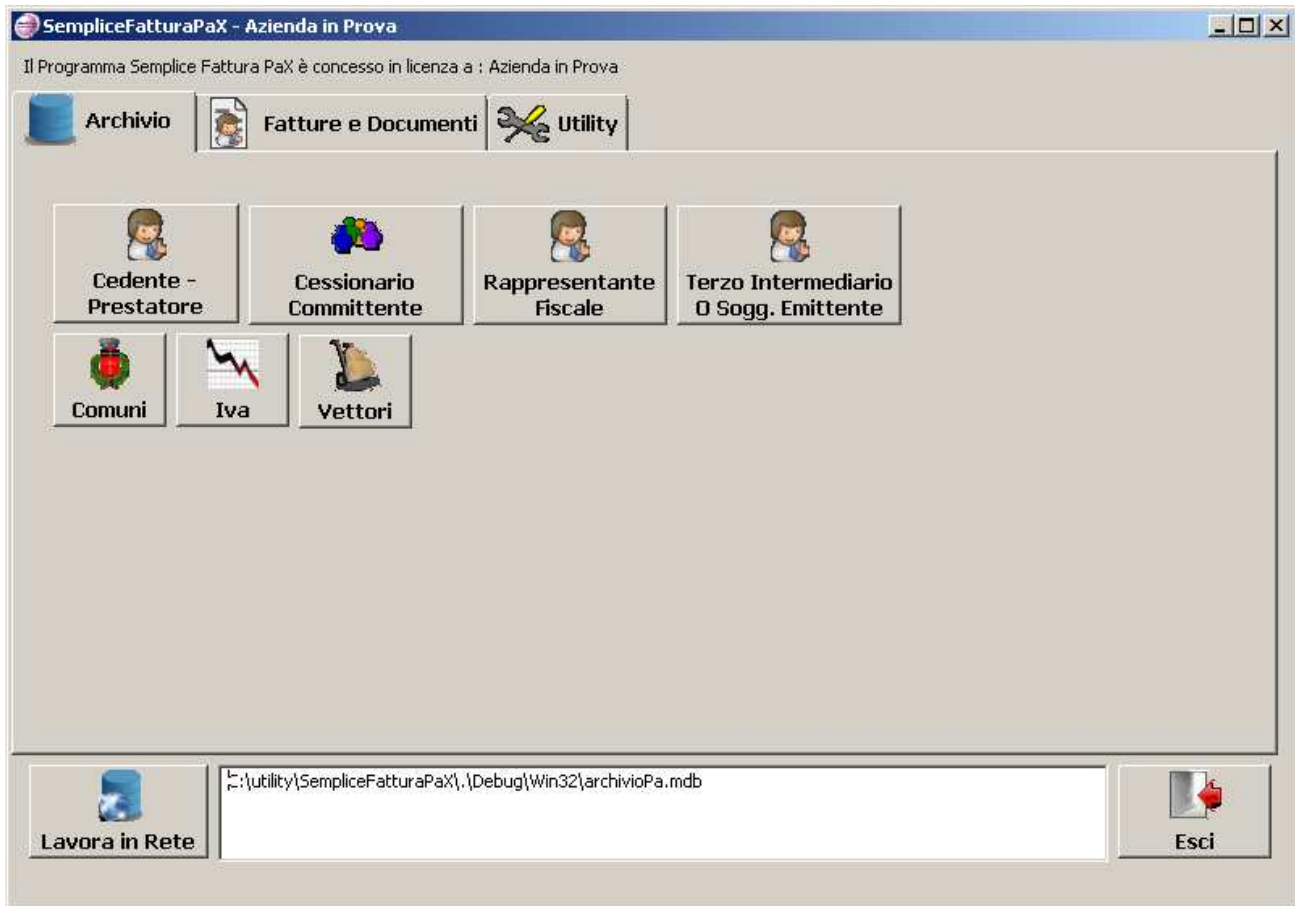 SempliceFatturaPaX - Azienda in Prova
Il Programma Semplice Fattura PaX è concesso in licenza a : Azienda in Prova
Archivio
Fatture e Documenti
Utility
Cedente -
Prestatore
Cessionario
Committente
Rappresentante
Fiscale
Terzo Intermediario
O Sogg. Emittente
Comuni
Iva
Vettori
Lavora in Rete
:\utility\SempliceFatturaPaX\.\Debug\Win32\archivioPa.mdb
Esci